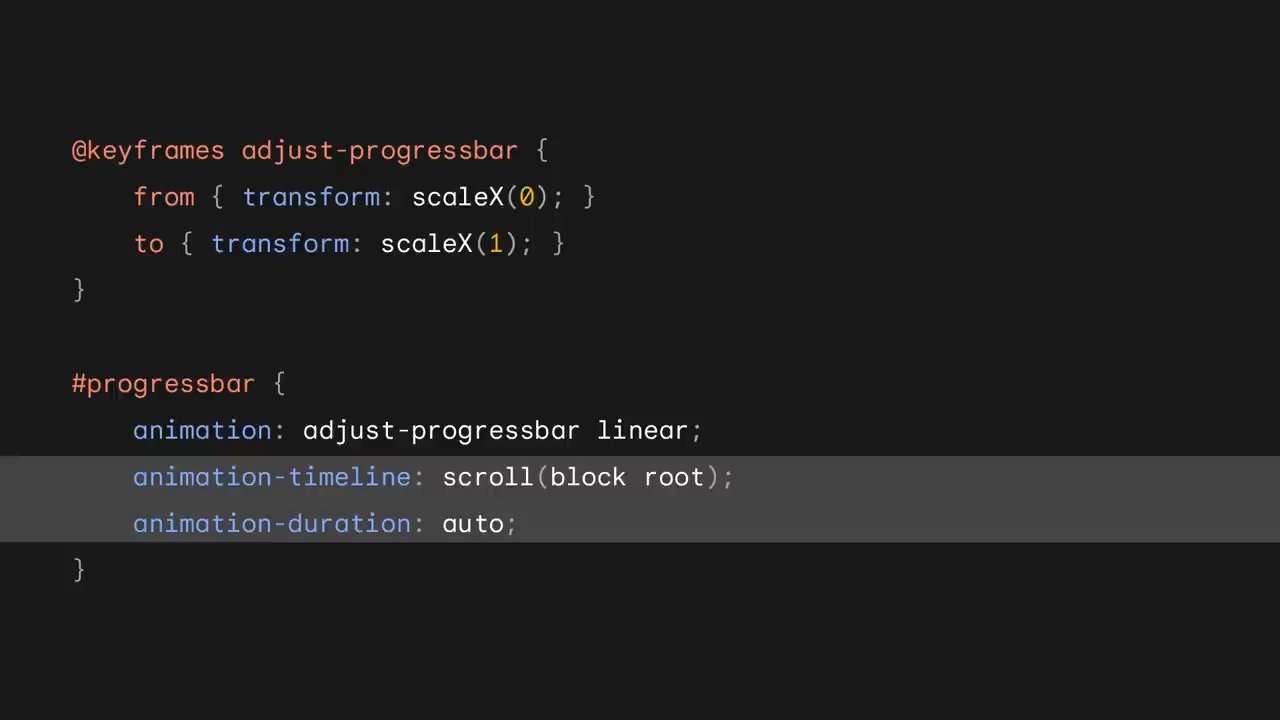 @keyframes adjust-progressbar {
    from { transform: scaleX(0); }
    to { transform: scaleX(1); }
}
#progressbar {
    animation: adjust-progressbar linear;
    animation-timeline: scroll(block root);
    animation-duration: auto;
}